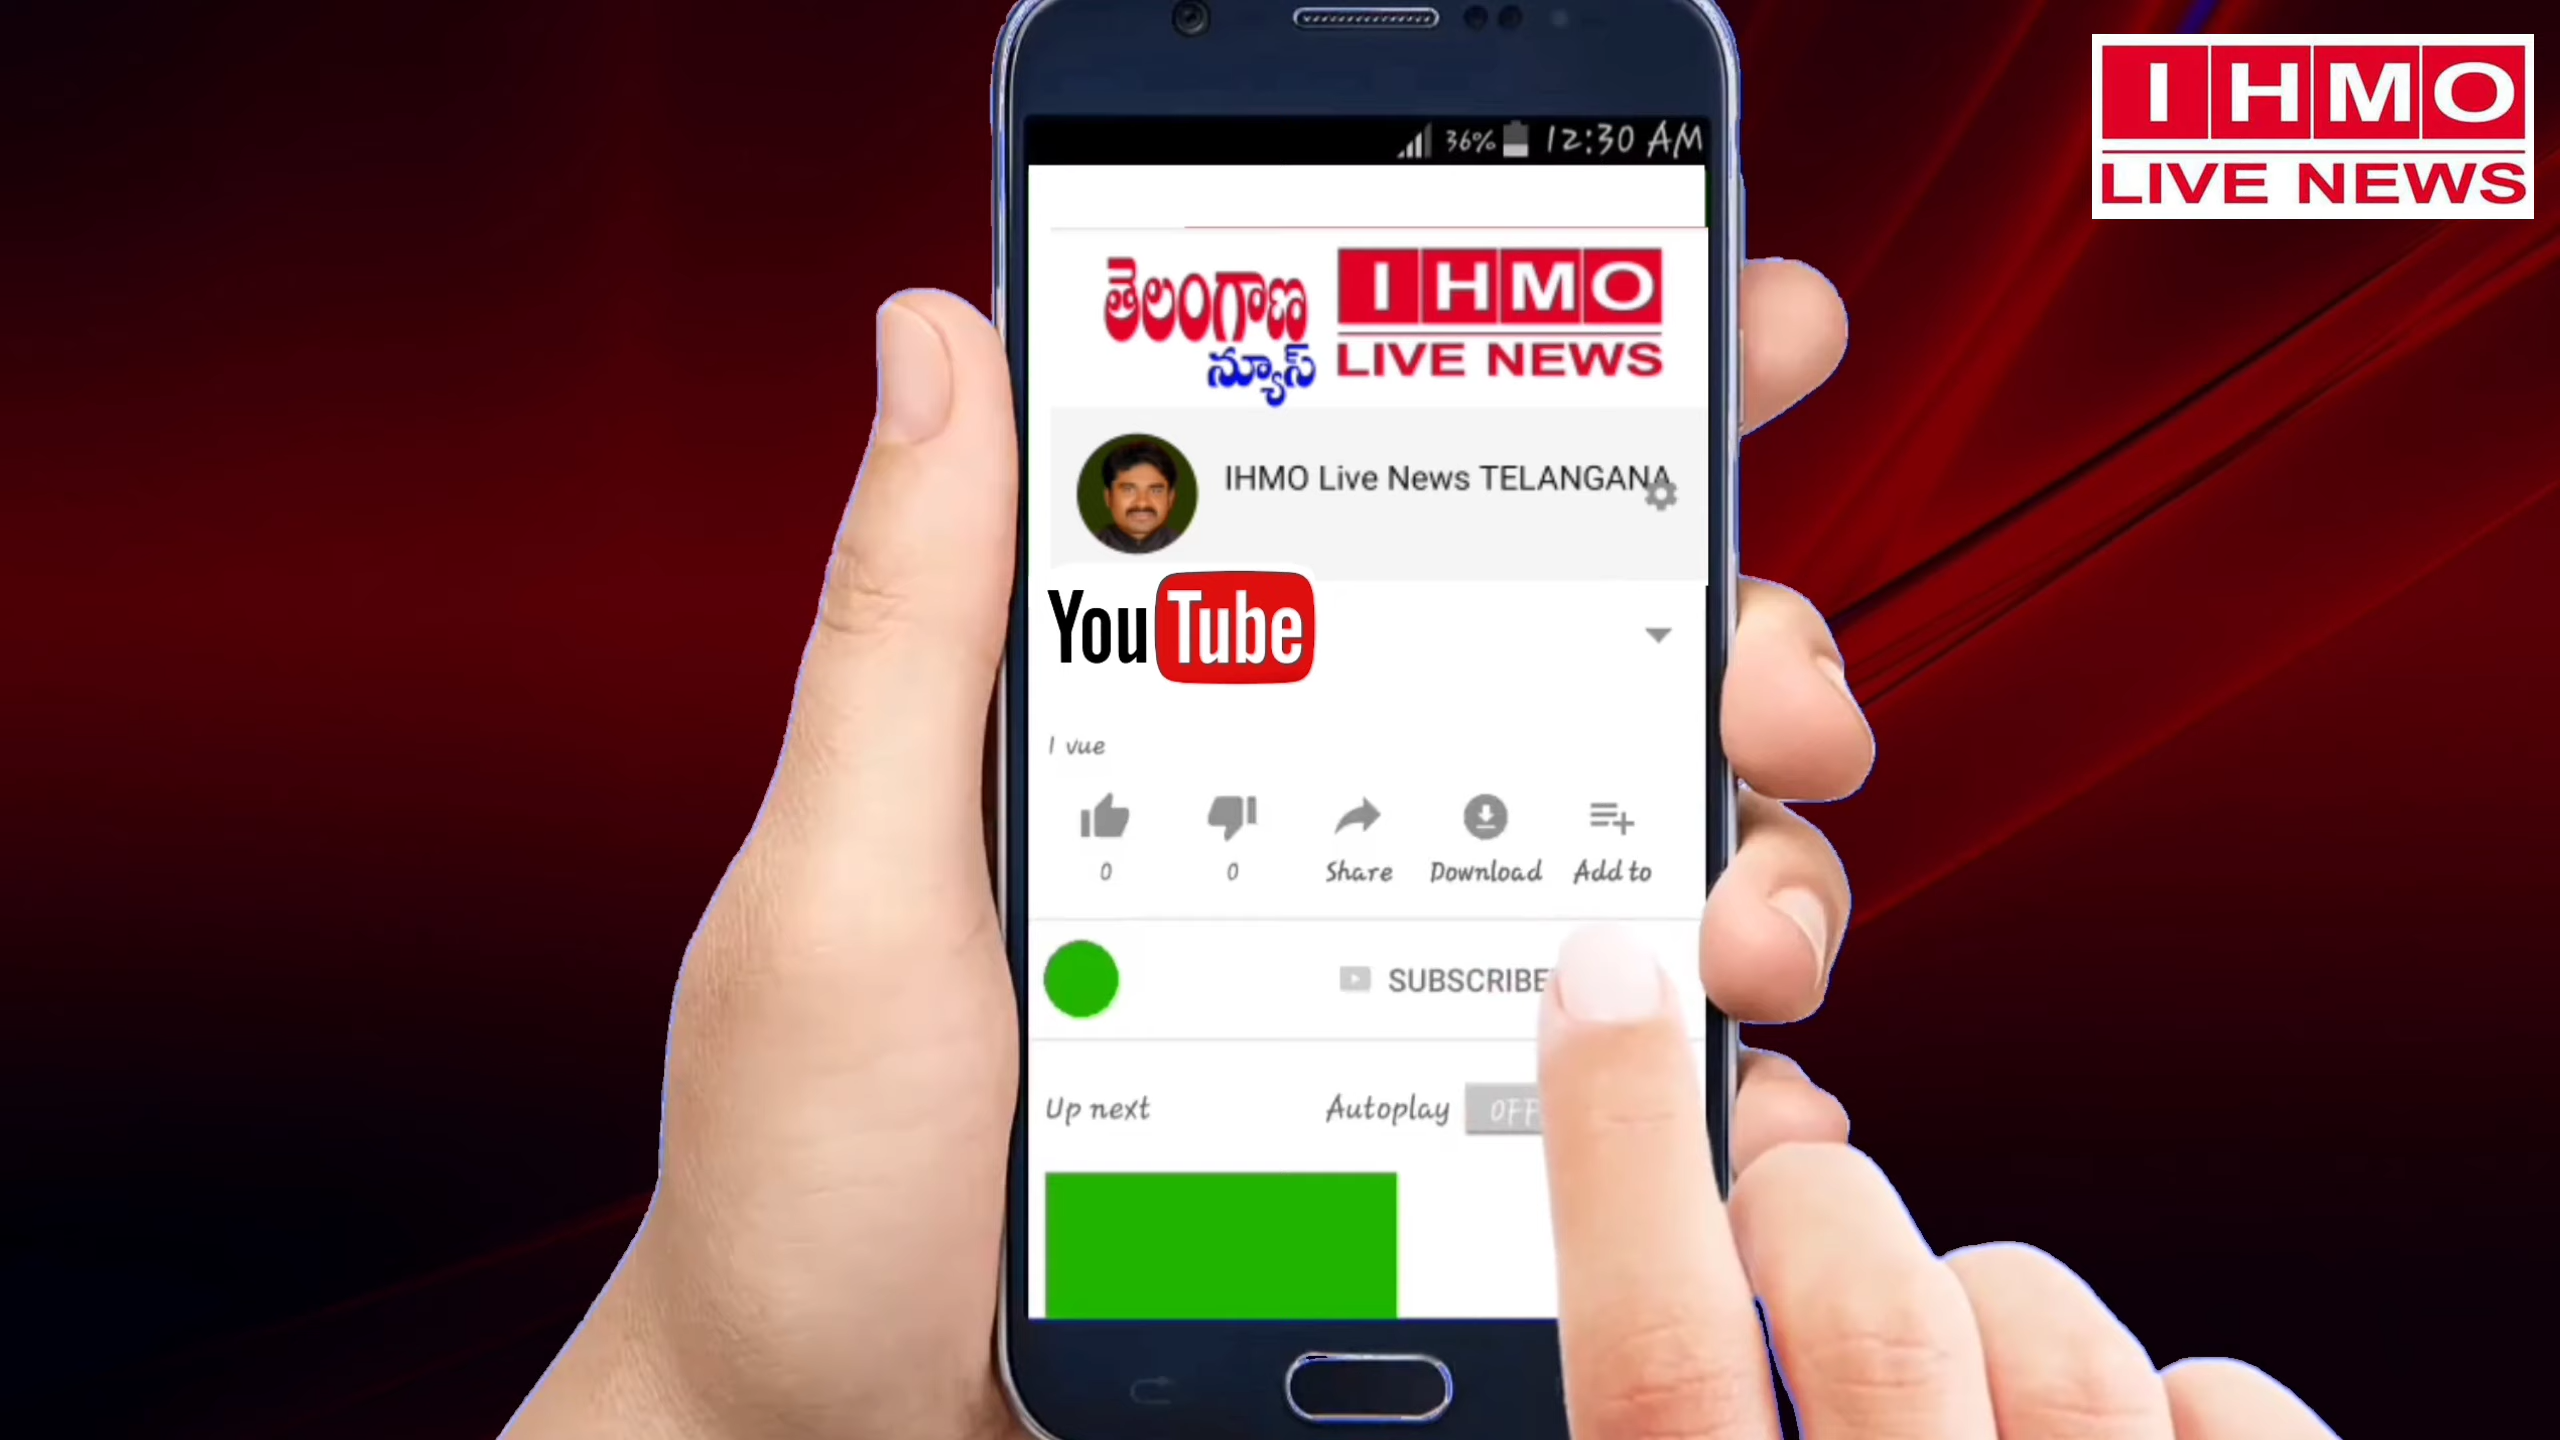 36% 12:30 AM
IHMO
LIVE NEWS
తెలంగాణ
న్యూస్
IHMO
LIVE NEWS
IHMO Live News TELANGANA
YouTube
1 vue
0 0 Share Download Add to
SUBSCRIBE
Up next Autoplay OFF